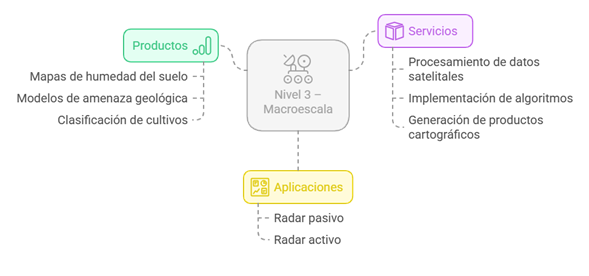 Productos
Mapas de humedad del suelo
Modelos de amenaza geológica
Clasificación de cultivos
Nivel 3 –
Macroescala
Servicios
Procesamiento de datos
satelitales
Implementación de algoritmos
Generación de productos
cartográficos
Aplicaciones
Radar pasivo
Radar activo